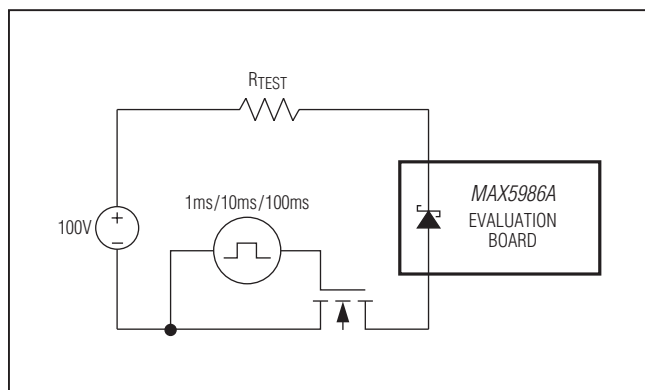 RTEST
100V
+
−
1ms/10ms/100ms
MAX5986A
EVALUATION
BOARD